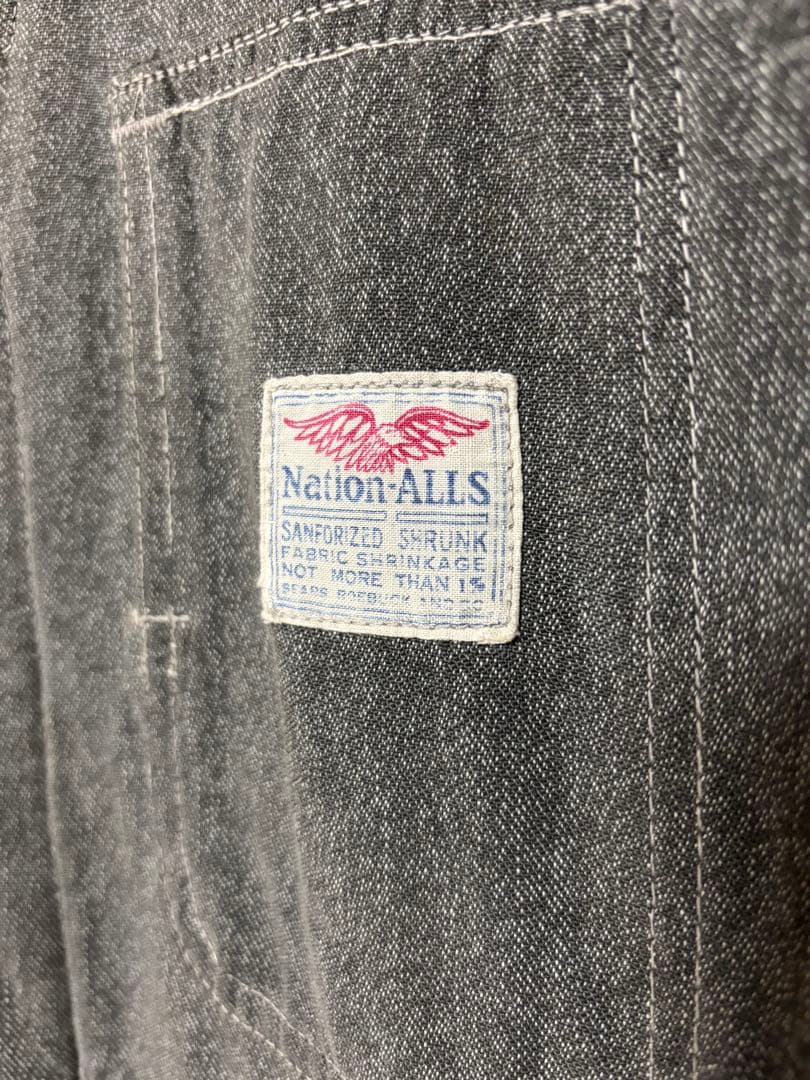 Nation-ALLS
SANFORIZED SHRUNK
FABRIC SHRINKAGE
NOT MORE THAN 1%
SEARS ROEBUCK AND CO